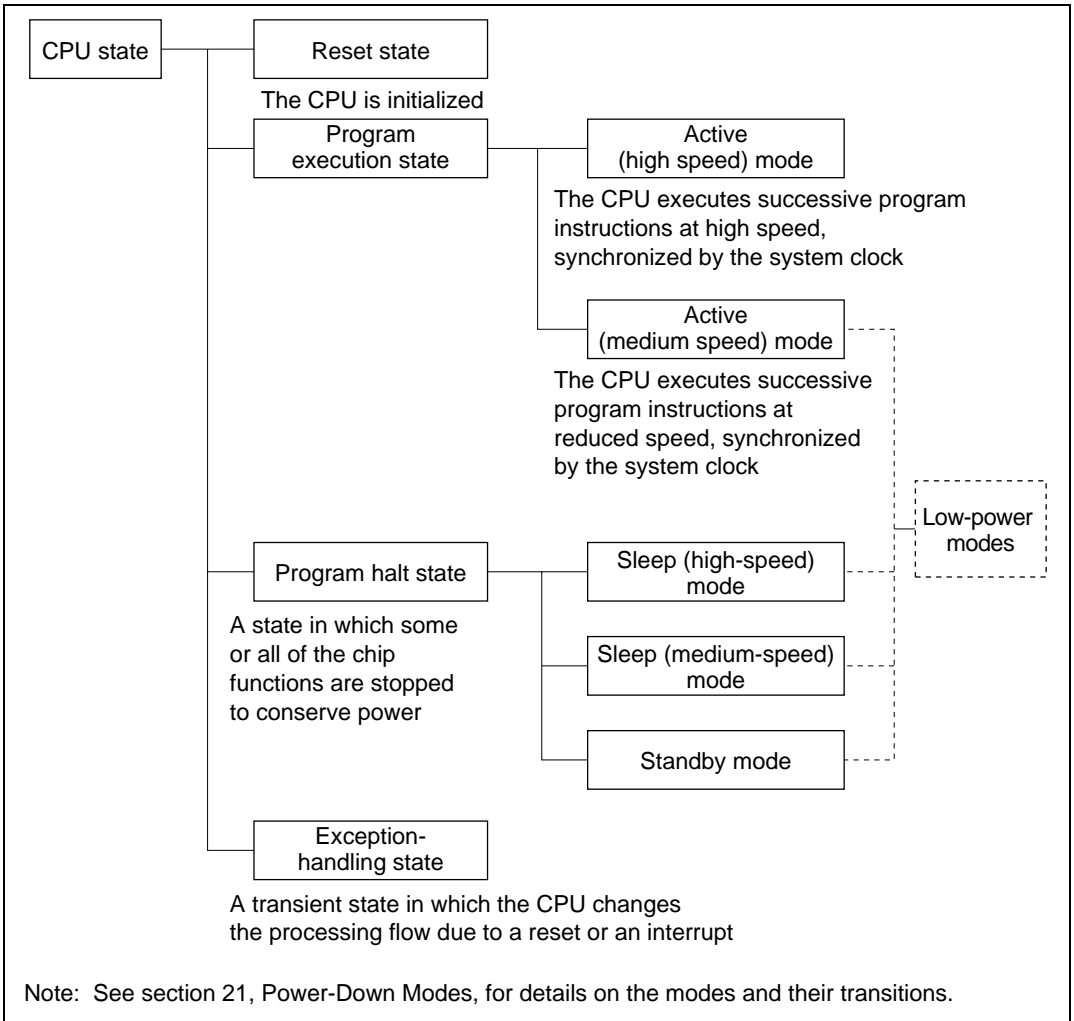 CPU state
Reset state
The CPU is initialized
Program
execution state
Active
(high speed) mode
The CPU executes successive program
instructions at high speed,
synchronized by the system clock
Active
(medium speed) mode
The CPU executes successive
program instructions at
reduced speed, synchronized
by the system clock
Low-power
modes
Program halt state
A state in which some
or all of the chip
functions are stopped
to conserve power
Sleep (high-speed)
mode
Sleep (medium-speed)
mode
Standby mode
Exception-
handling state
A transient state in which the CPU changes
the processing flow due to a reset or an interrupt
Note: See section 21, Power-Down Modes, for details on the modes and their transitions.